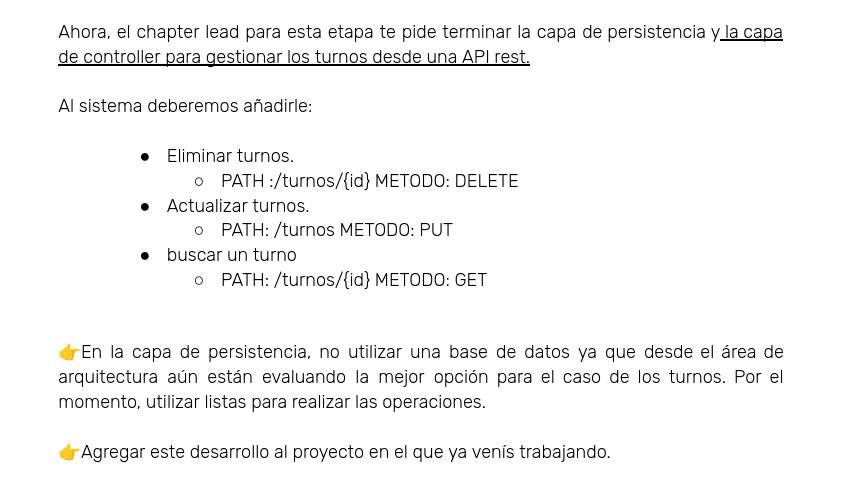 Ahora, el chapter lead para esta etapa te pide terminar la capa de persistencia y la capa
de controller para gestionar los turnos desde una API rest.
Al sistema deberemos añadirle:
● Eliminar turnos.
○ PATH :/turnos/{id} METODO: DELETE
● Actualizar turnos.
○ PATH: /turnos METODO: PUT
● buscar un turno
○ PATH: /turnos/{id} METODO: GET
👉En la capa de persistencia, no utilizar una base de datos ya que desde el área de
arquitectura aún están evaluando la mejor opción para el caso de los turnos. Por el
momento, utilizar listas para realizar las operaciones.
👉Agregar este desarrollo al proyecto en el que ya venís trabajando.